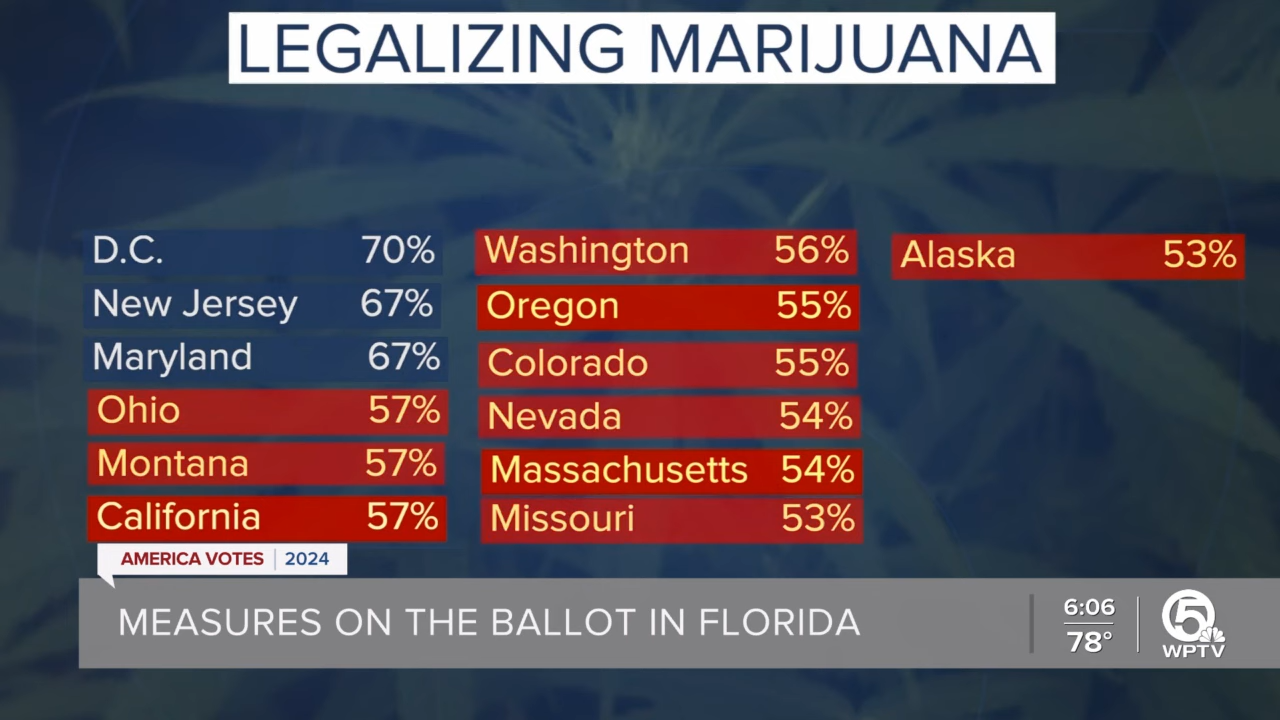 LEGALIZING MARIJUANA
D.C. 70%
New Jersey 67%
Maryland 67%
Ohio 57%
Montana 57%
California 57%
Washington 56%
Oregon 55%
Colorado 55%
Nevada 54%
Massachusetts 54%
Missouri 53%
Alaska 53%
AMERICA VOTES | 2024
MEASURES ON THE BALLOT IN FLORIDA
6:06
78°
5
WPTV